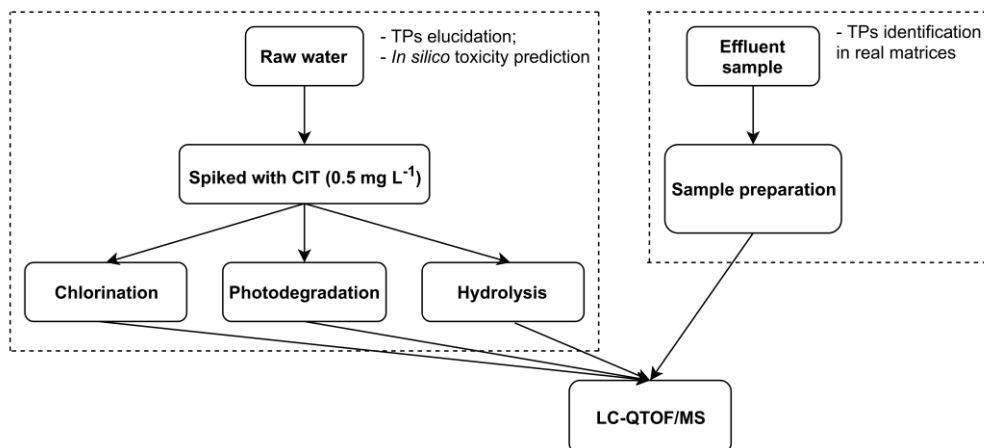 Raw water
- TPs elucidation;
- In silico toxicity prediction
Spiked with CIT (0.5 mg L⁻¹)
Chlorination
Photodegradation
Hydrolysis
Effluent
sample
- TPs identification
in real matrices
Sample preparation
LC-QTOF/MS